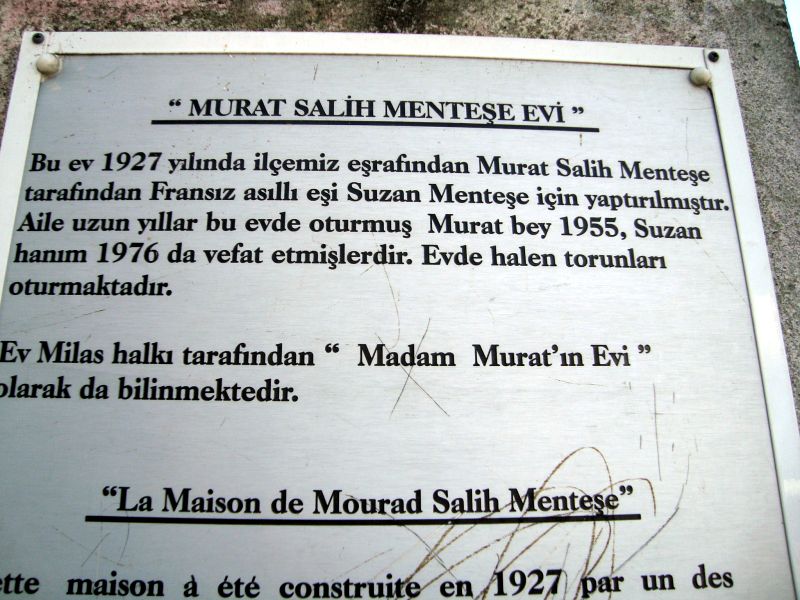 “ MURAT SALİH MENTEŞE EVİ ”
Bu ev 1927 yılında ilçemiz eşrafından Murat Salih Menteşe
tarafından Fransız asıllı eşi Suzan Menteşe için yaptırılmıştır.
Aile uzun yıllar bu evde oturmuş Murat bey 1955, Suzan
hanım 1976 da vefat etmişlerdir. Evde halen torunları
oturmaktadır.
Ev Milas halkı tarafından “ Madam Murat’ın Evi ”
olarak da bilinmektedir.
“La Maison de Mourad Salih Menteşe”
ette maison à été construite en 1927 par un des